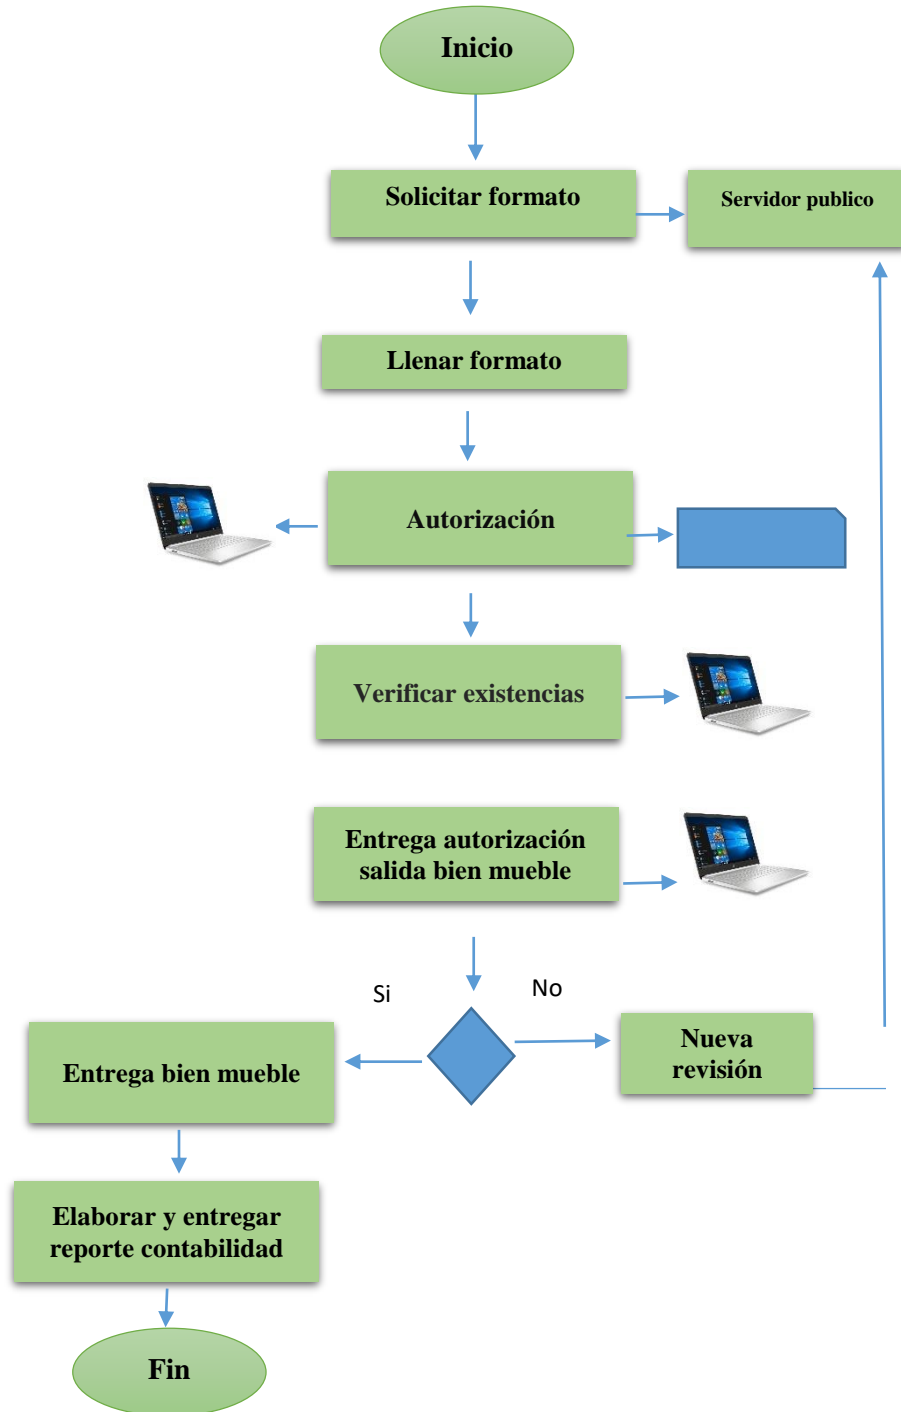 Inicio
Solicitar formato
Servidor publico
Llenar formato
Autorización
Verificar existencias
Entrega autorización
salida bien mueble
Si
No
Entrega bien mueble
Nueva
revisión
Elaborar y entregar
reporte contabilidad
Fin